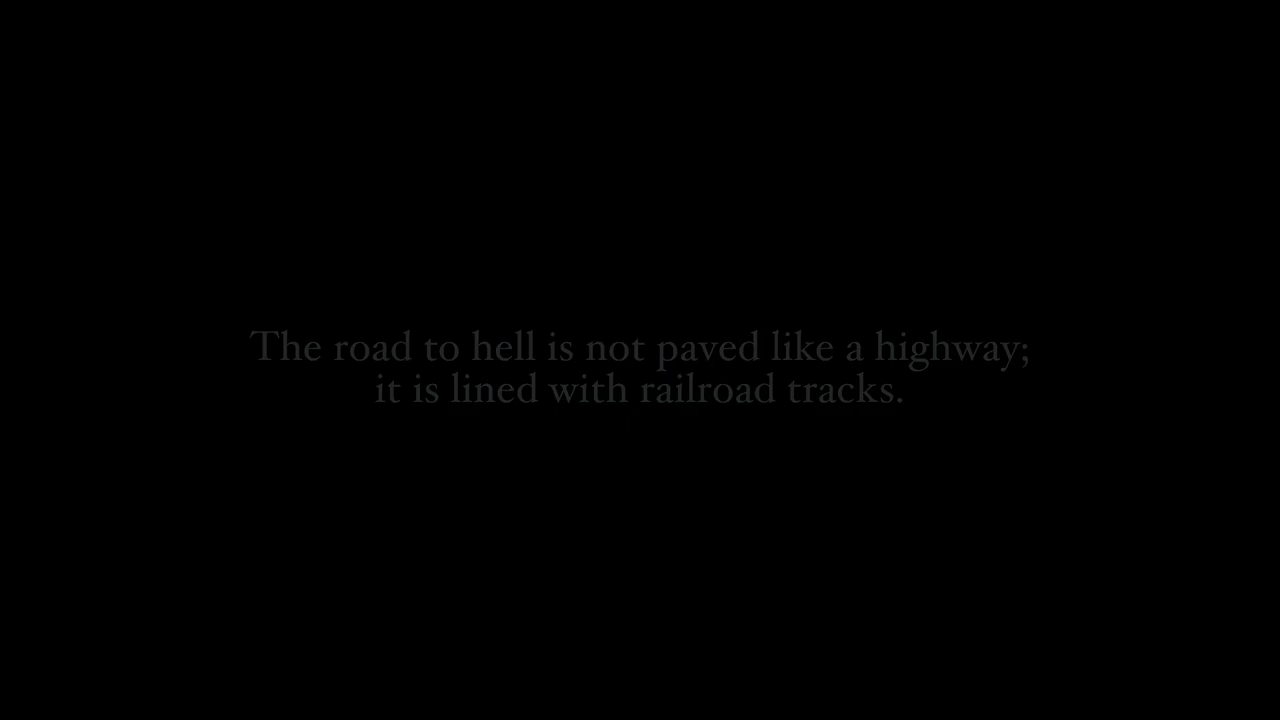 The road to hell is not paved like a highway;
it is lined with railroad tracks.